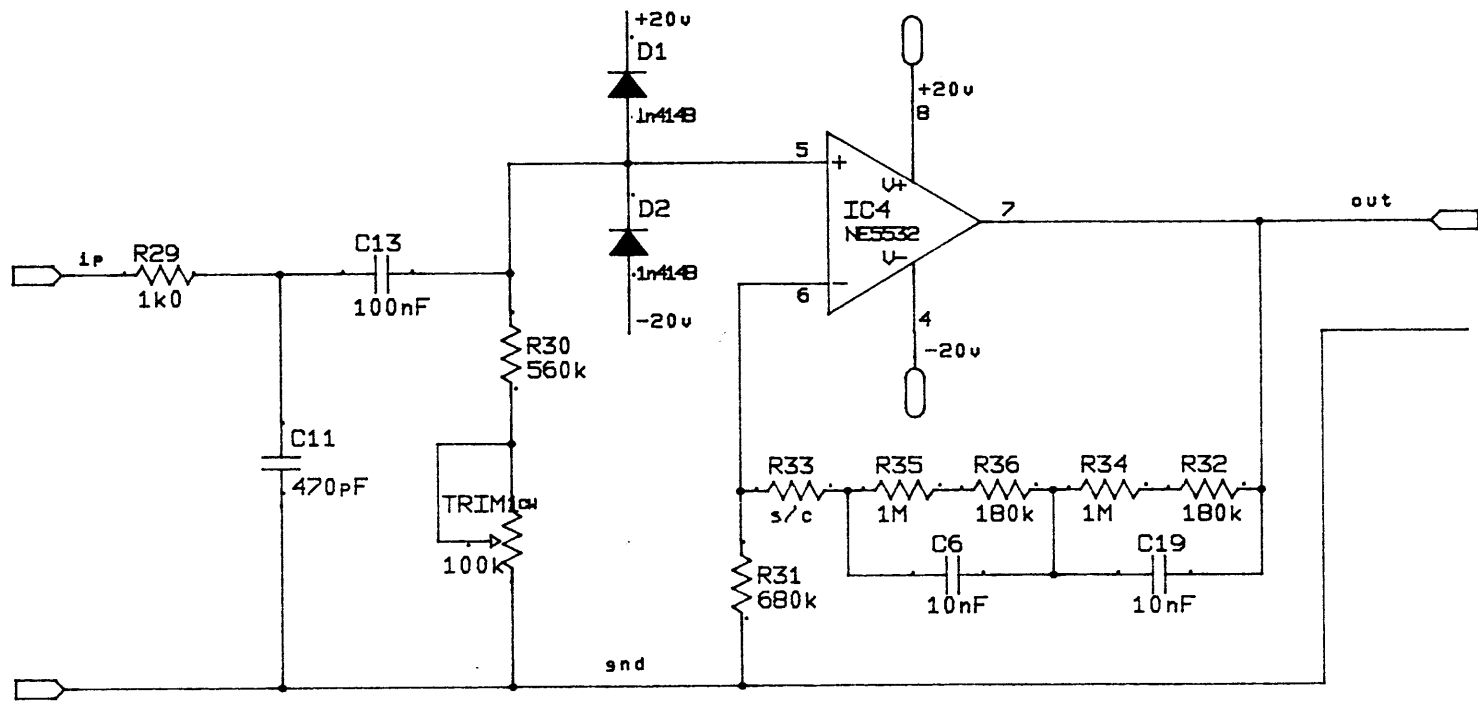 +20v
D1
1n4148
+20v
8
5
+
V+
IC4
NE5532
V-
7
out
D2
1n4148
-20v
6
-
4
-20v
ip
R29
1k0
C13
100nF
R30
560k
C11
470pF
TRIM1cw
100k
R33
s/c
R35
1M
R36
180k
R34
1M
R32
180k
C6
10nF
C19
10nF
R31
680k
gnd